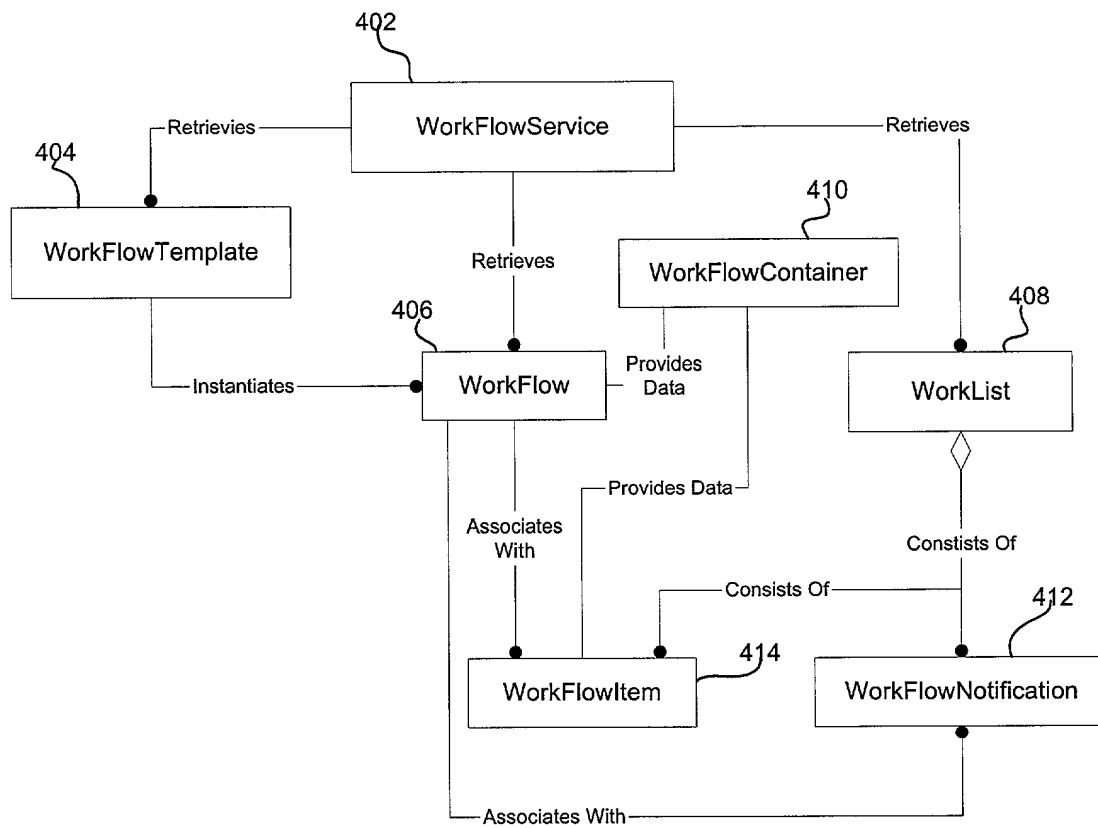 402
WorkFlowService
Retrievies
Retrieves
404
WorkFlowTemplate
410
WorkFlowContainer
Retrieves
406
408
WorkFlow
Provides
Data
Instantiates
WorkList
Provides Data
Associates
With
Constists Of
Consists Of
412
414
WorkFlowItem
WorkFlowNotification
Associates With